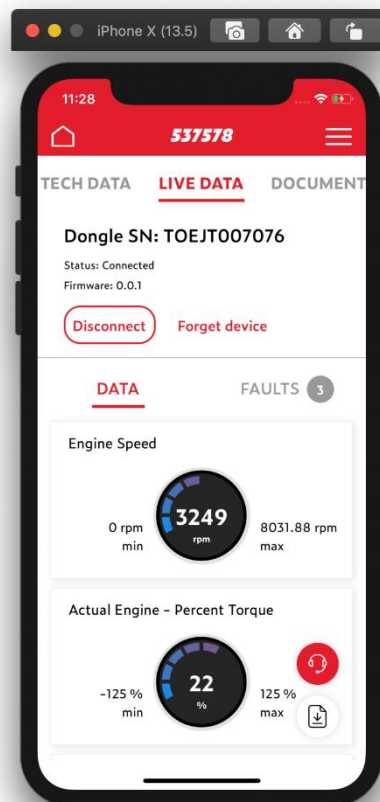 iPhone X (13.5)
11:28
537578
TECH DATA LIVE DATA DOCUMENT
Dongle SN: TOEJT007076
Status: Connected
Firmware: 0.0.1
Disconnect Forget device
DATA FAULTS 3
Engine Speed
3249
rpm
0 rpm
min
8031.88 rpm
max
Actual Engine - Percent Torque
22
%
-125 %
min
125 %
max